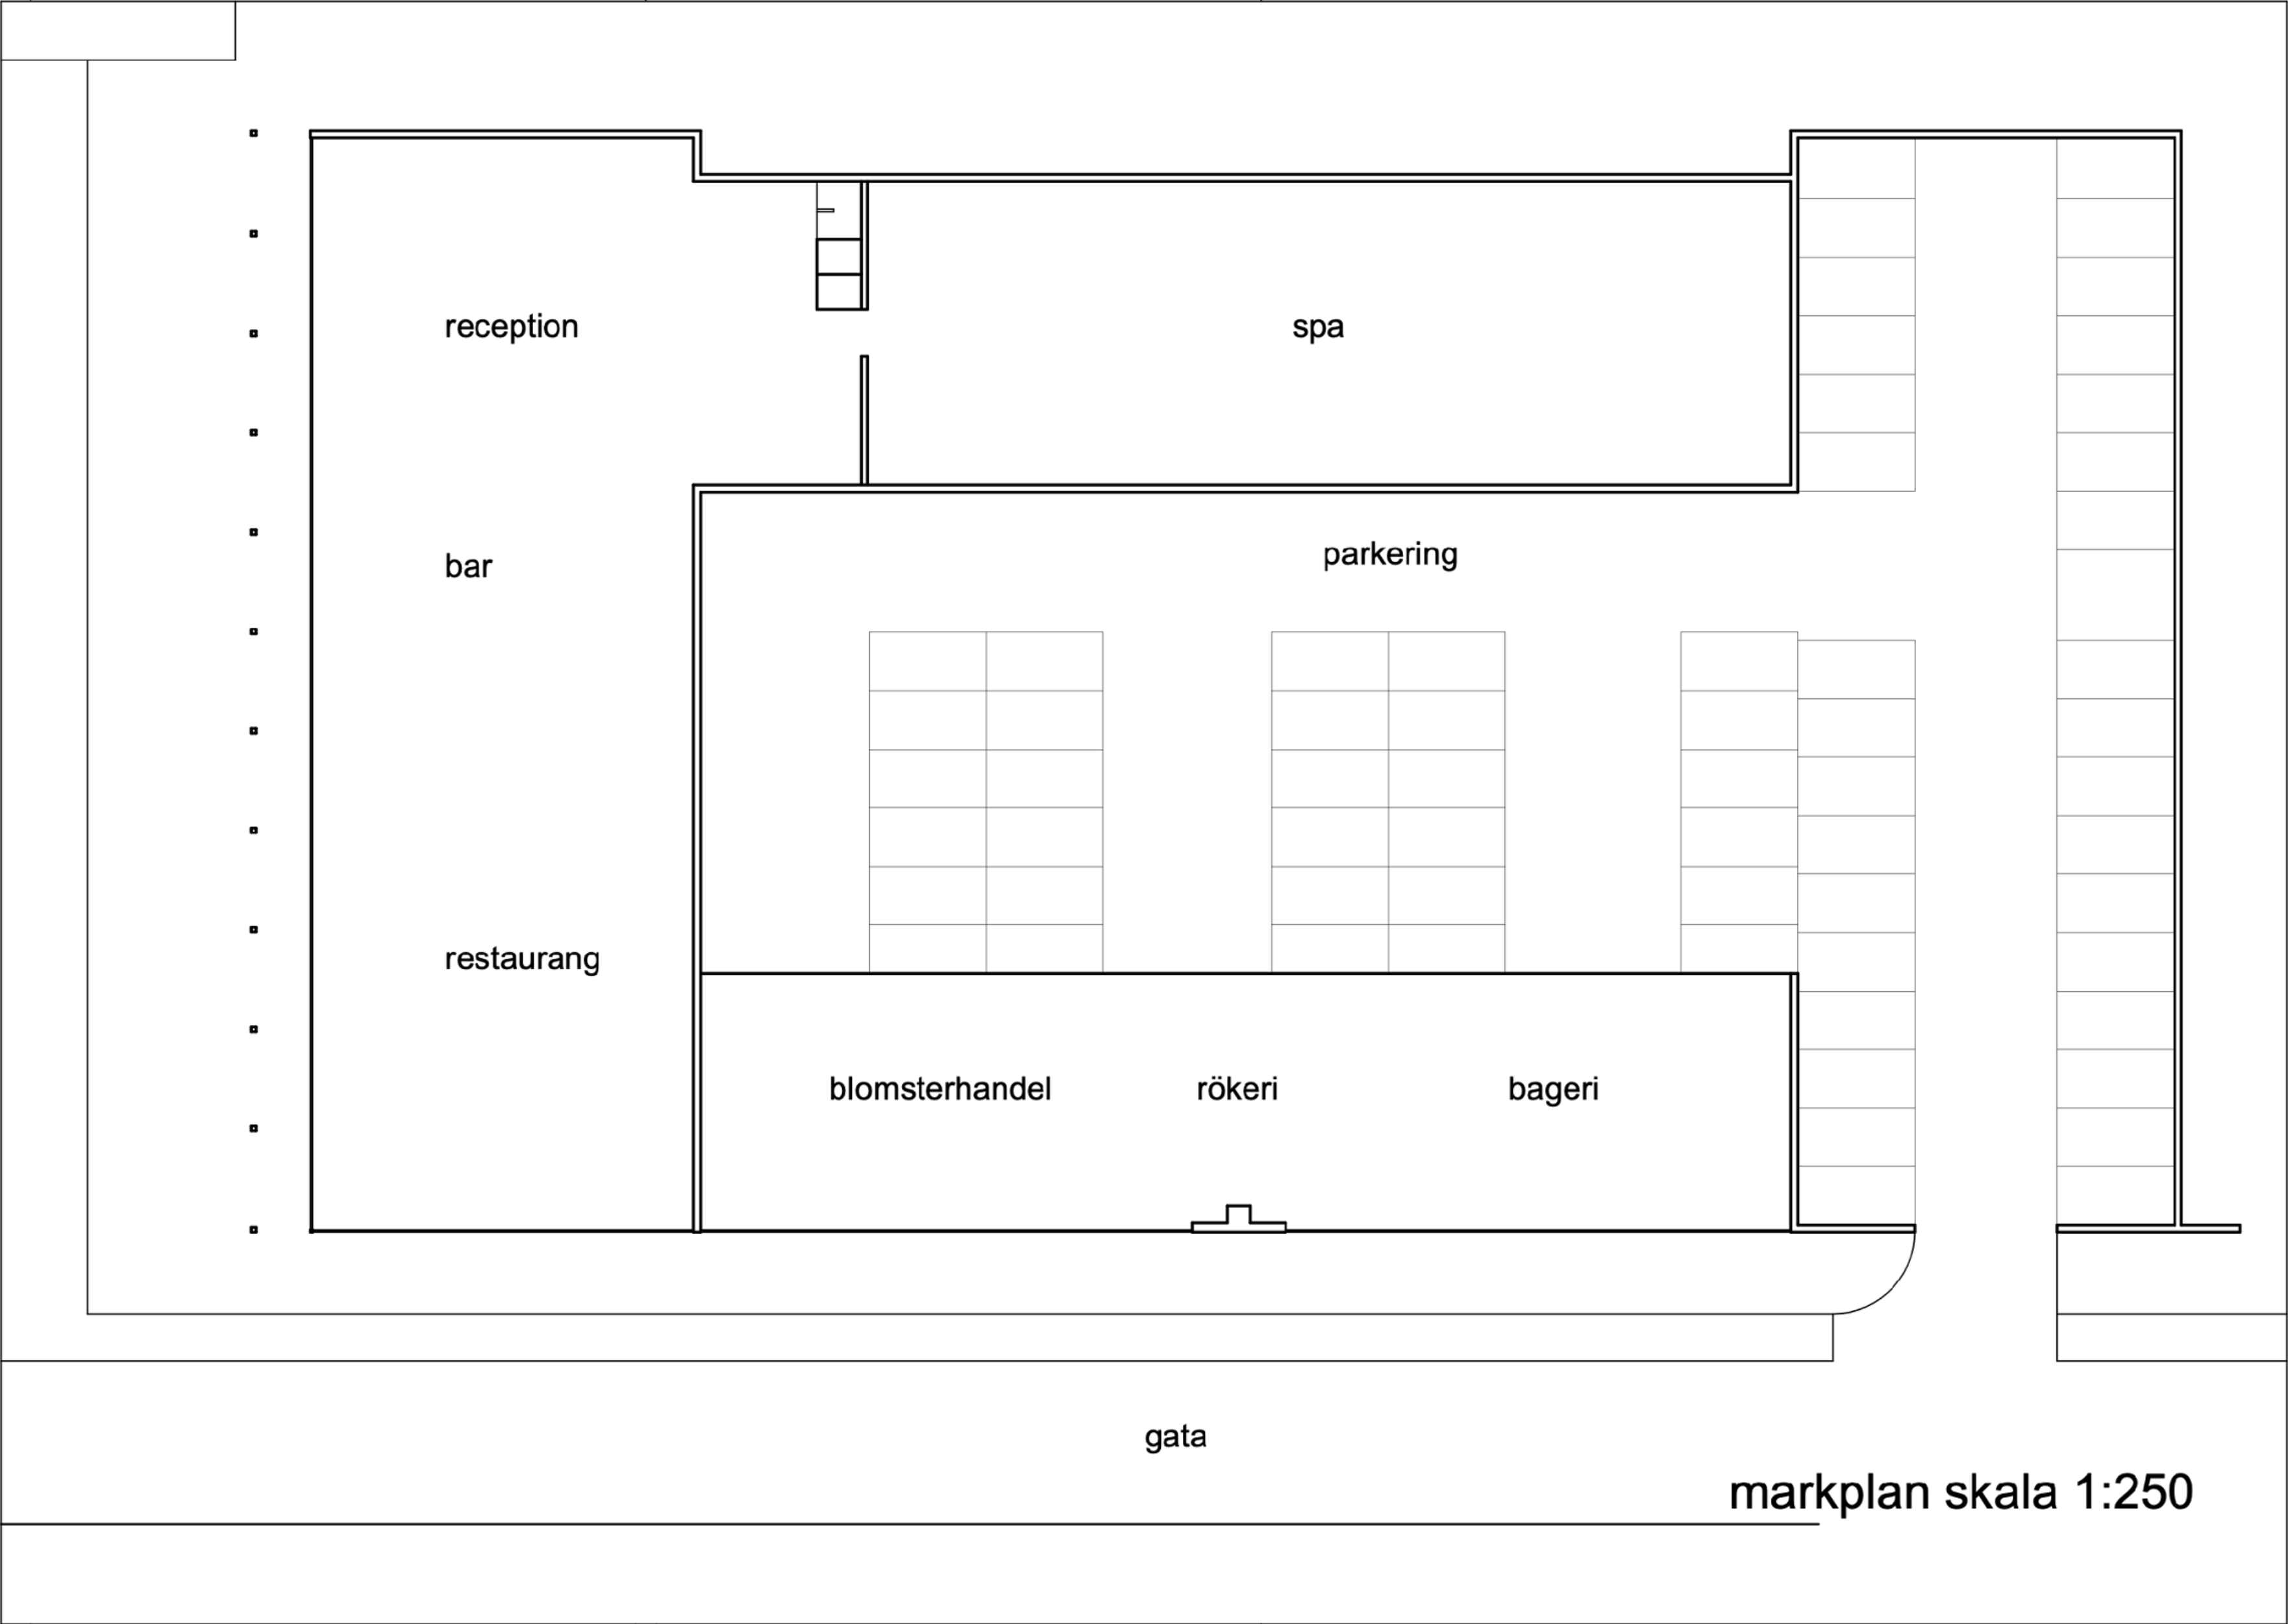 reception
spa
parkering
bar
restaurang
blomsterhandel
rökeri
bageri
gata
markplan skala 1:250